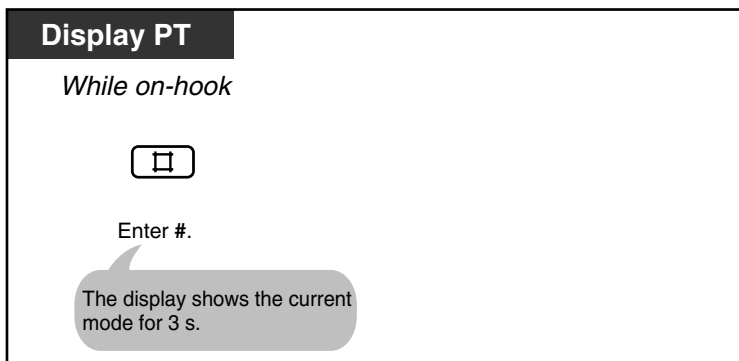 Display PT
While on-hook
#
Enter #.
The display shows the current
mode for 3 s.